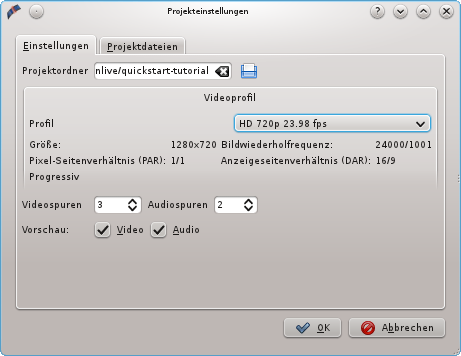 Projekteinstellungen
Einstellungen Projektdateien
Projektordner nlive/quickstart-tutorial
Videoprofil
Profil HD 720p 23.98 fps
Größe: 1280x720 Bildwiederholfrequenz: 24000/1001
Pixel-Seitenverhältnis (PAR): 1/1 Anzeigeseitenverhältnis (DAR): 16/9
Progressiv
Videospuren 3 Audiospuren 2
Vorschau: Video Audio
OK Abbrechen